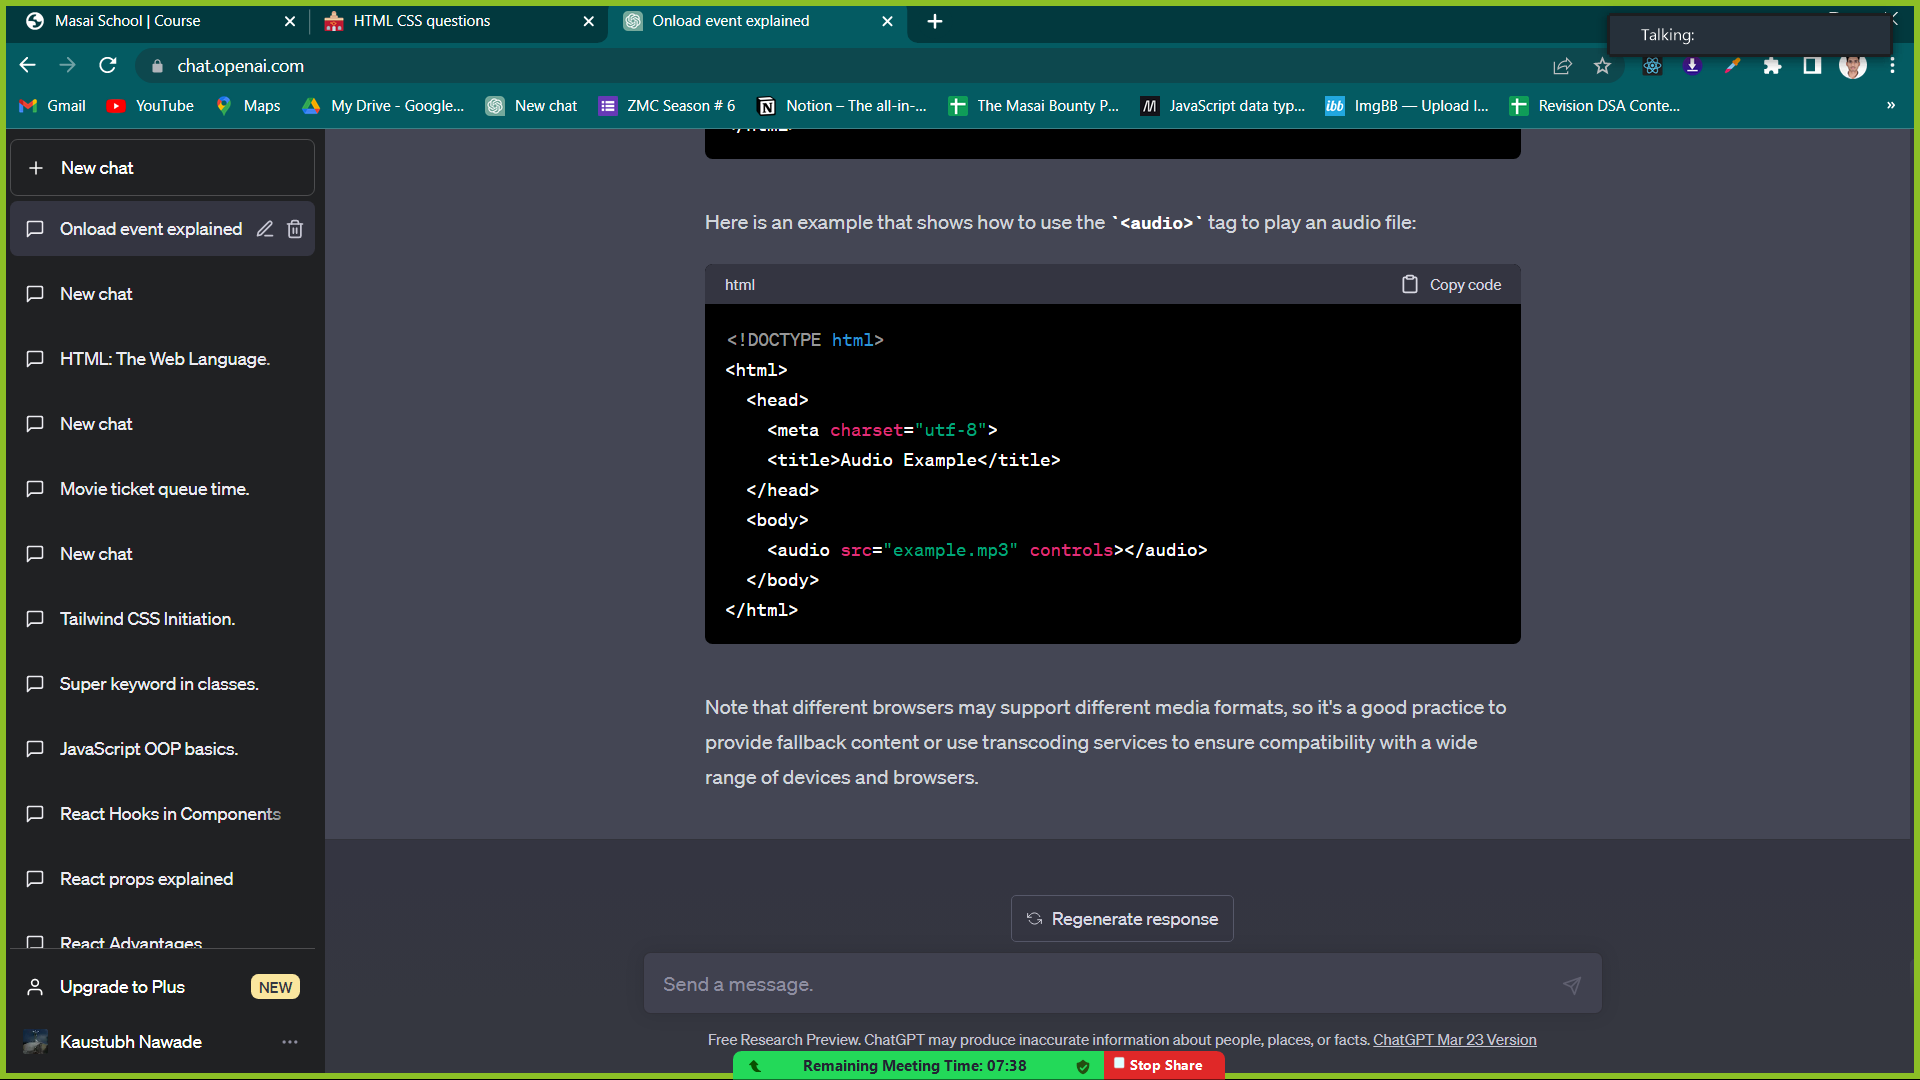 Masai School | Course
HTML CSS questions
Onload event explained
Talking:
chat.openai.com
Gmail
YouTube
Maps
My Drive - Google...
New chat
ZMC Season # 6
Notion – The all-in-...
The Masai Bounty P...
JavaScript data typ...
ibb
ImgBB — Upload I...
Revision DSA Conte...
»
New chat
Onload event explained
New chat
HTML: The Web Language.
New chat
Movie ticket queue time.
New chat
Tailwind CSS Initiation.
Super keyword in classes.
JavaScript OOP basics.
React Hooks in Components
React props explained
React Advantages
Upgrade to Plus
NEW
Kaustubh Nawade
</html>
Here is an example that shows how to use the `<audio>` tag to play an audio file:
html
Copy code
<!DOCTYPE html>
<html>
<head>
<meta charset="utf-8">
<title>Audio Example</title>
</head>
<body>
<audio src="example.mp3" controls></audio>
</body>
</html>
Note that different browsers may support different media formats, so it's a good practice to
provide fallback content or use transcoding services to ensure compatibility with a wide
range of devices and browsers.
Regenerate response
Send a message.
Free Research Preview. ChatGPT may produce inaccurate information about people, places, or facts. ChatGPT Mar 23 Version
Remaining Meeting Time: 07:38
Stop Share